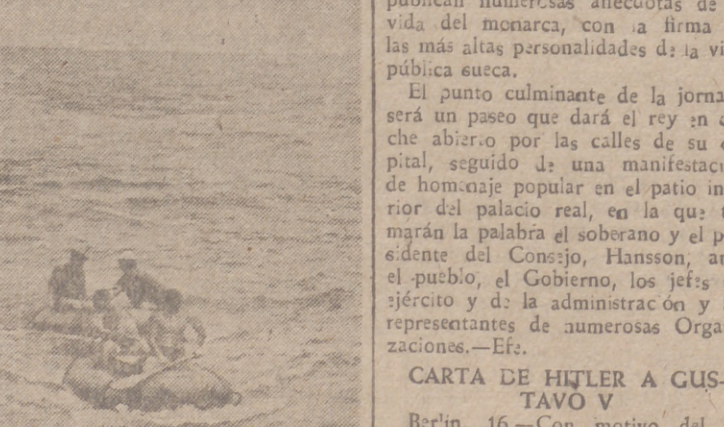 publican numerosas anécdotas de
vida del monarca, con la firma
las más altas personalidades de la vi
pública sueca.
El punto culminante de la jorna
será un paseo que dará el rey en
che abierto por las calles de su
pital, seguido de una manifestac
de homenaje popular en el patio in
rior del palacio real, en la que
marán la palabra el soberano y el p
sidente del Consejo, Hansson, an
el pueblo, el Gobierno, los jefes
ejército y de la administración y
representantes de numerosas Orga
zaciones.—Efe.
CARTA DE HITLER A GUS-
TAVO V
Berlín, 16.—Con motivo del